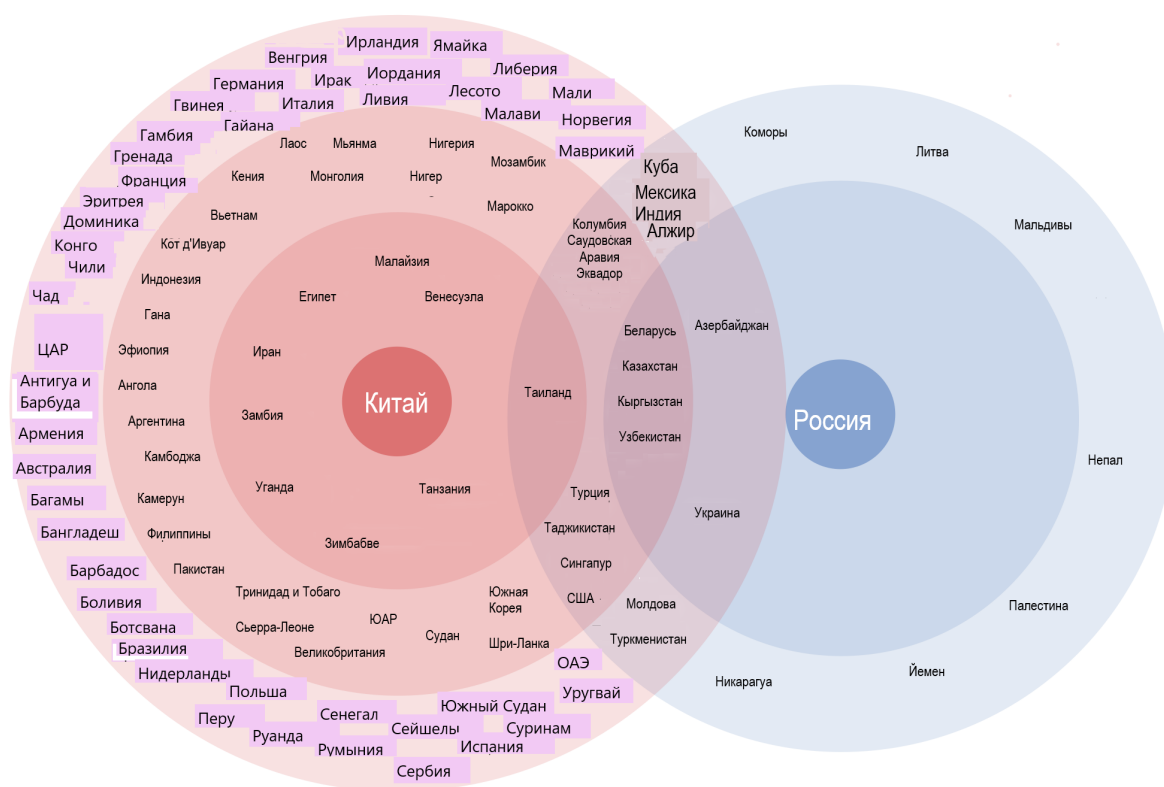 Ирландия
Ямайка
Венгрия
Ирак
Иордания
Либерия
Германия
Лесото
Мали
Гвинея
Италия
Ливия
Малави
Норвегия
Гайана
Гамбия
Маврикий
Гренада
Франция
Эритрея
Доминика
Конго
Чили
Чад
ЦАР
Антигуа и
Барбуда
Армения
Австралия
Багамы
Бангладеш
Барбадос
Боливия
Ботсвана
Бразилия
Нидерланды
Польша
Перу
Руанда
Сенегал
Румыния
Сейшелы
Южный Судан
Суринам
Испания
Сербия
Уругвай
ОАЭ
Лаос
Мьянма
Нигерия
Мозамбик
Кения
Монголия
Нигер
Марокко
Вьетнам
Кот д'Ивуар
Индонезия
Гана
Эфиопия
Ангола
Аргентина
Камбоджа
Камерун
Филиппины
Пакистан
Тринидад и Тобаго
Сьерра-Леоне
Великобритания
ЮАР
Судан
Южная
Корея
Шри-Ланка
Малайзия
Египет
Венесуэла
Иран
Замбия
Уганда
Танзания
Зимбабве
Китай
Куба
Мексика
Индия
Алжир
Колумбия
Саудовская
Аравия
Эквадор
Беларусь
Казахстан
Кыргызстан
Узбекистан
Таиланд
Турция
Таджикистан
Сингапур
США
Молдова
Туркменистан
Азербайджан
Украина
Россия
Коморы
Литва
Мальдивы
Непал
Палестина
Йемен
Никарагуа